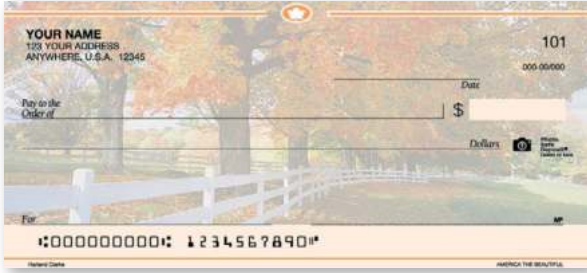 YOUR NAME
123 YOUR ADDRESS
ANYWHERE, U.S.A. 12345
101
000-00/000
Date
Pay to the
Order of
$
Dollars
For
MP
⑆000000000⑆ 1234567890⑈
Harland Clarke
AMERICA THE BEAUTIFUL